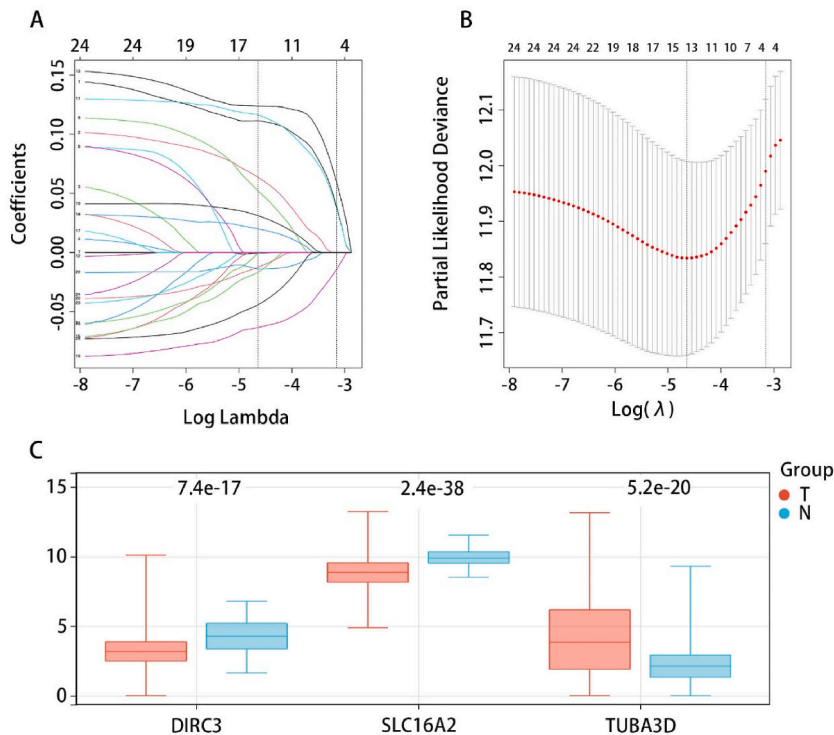 A
24 24 19 17 11 4
0.15
0.10
0.05
0.00
-0.05
Coefficients
-8 -7 -6 -5 -4 -3
Log Lambda
B
24 24 24 24 22 19 18 17 15 13 11 10 7 4 4
12.1
12.0
11.9
11.8
11.7
Partial Likelihood Deviance
-8 -7 -6 -5 -4 -3
Log( λ )
C
7.4e-17 2.4e-38 5.2e-20
15
10
5
0
DIRC3 SLC16A2 TUBA3D
Group
T
N